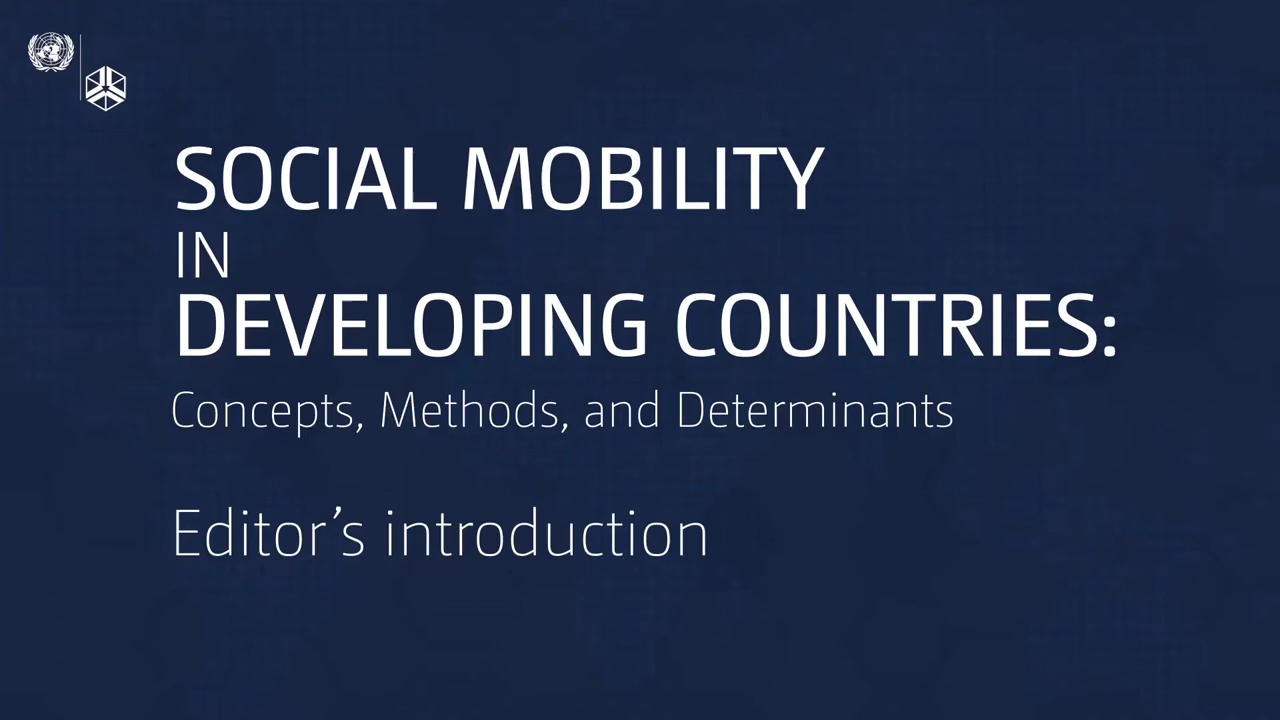 SOCIAL MOBILITY
IN
DEVELOPING COUNTRIES:
Concepts, Methods, and Determinants
Editor’s introduction